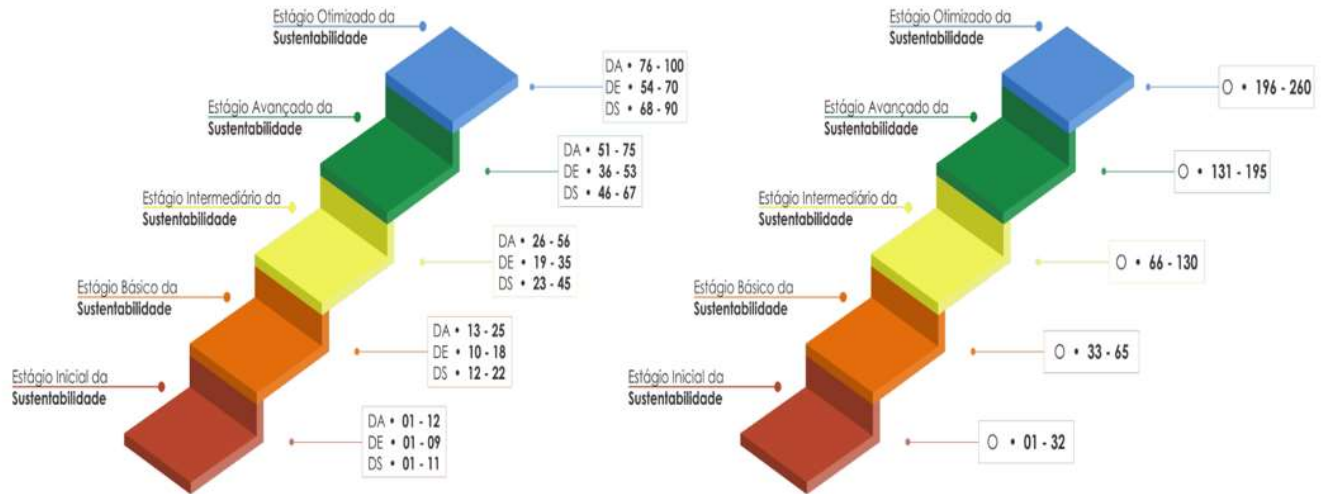 Estágio Otimizado da
Sustentabilidade
DA • 76 - 100
DE • 54 - 70
DS • 68 - 90
Estágio Avançado da
Sustentabilidade
DA • 51 - 75
DE • 36 - 53
DS • 46 - 67
Estágio Intermediário da
Sustentabilidade
DA • 26 - 56
DE • 19 - 35
DS • 23 - 45
Estágio Básico da
Sustentabilidade
DA • 13 - 25
DE • 10 - 18
DS • 12 - 22
Estágio Inicial da
Sustentabilidade
DA • 01 - 12
DE • 01 - 09
DS • 01 - 11
Estágio Otimizado da
Sustentabilidade
O • 196 - 260
Estágio Avançado da
Sustentabilidade
O • 131 - 195
Estágio Intermediário da
Sustentabilidade
O • 66 - 130
Estágio Básico da
Sustentabilidade
O • 33 - 65
Estágio Inicial da
Sustentabilidade
O • 01 - 32